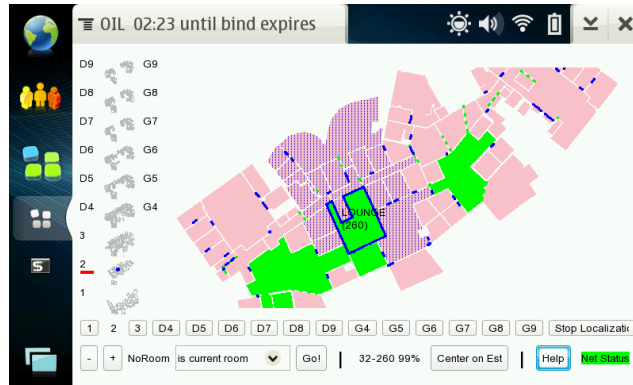 OIL 02:23 until bind expires
D9 G9
D8 G8
D7 G7
D6 G6
D5 G5
D4 G4
3
2
1
LOUNGE
(260)
1 2 3 D4 D5 D6 D7 D8 D9 G4 G5 G6 G7 G8 G9 Stop Localizatic
- + NoRoom is current room Go! 32-260 99% Center on Est Help Net Status